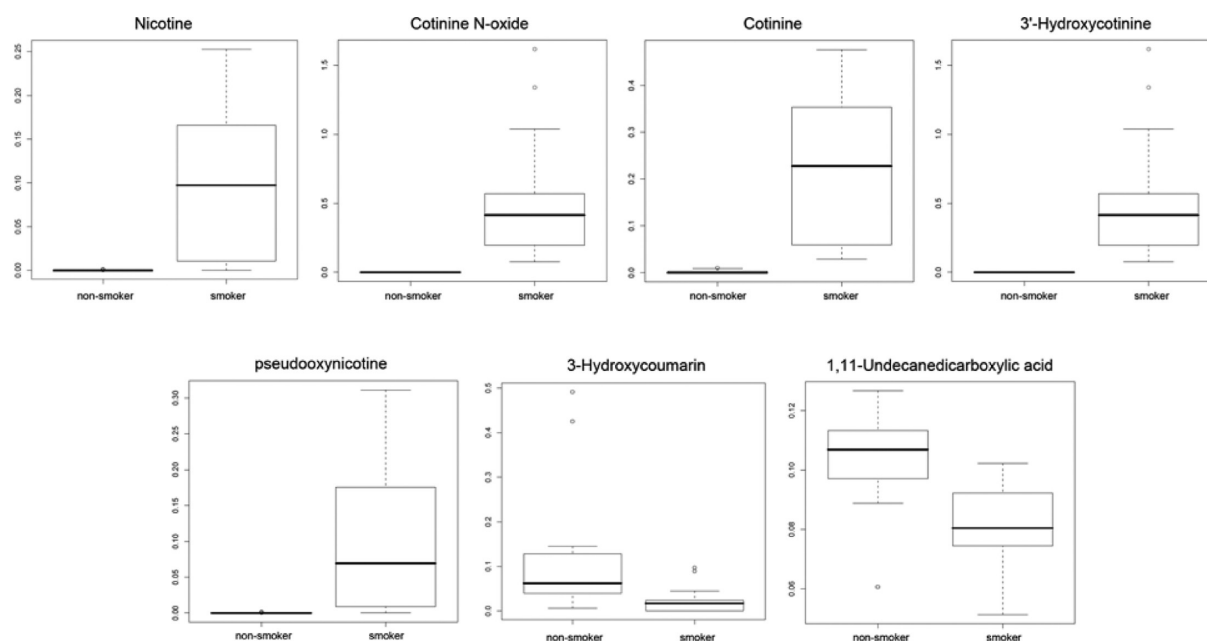 Nicotine
0.25
0.20
0.15
0.10
0.05
0.00
non-smoker smoker
Cotinine N-oxide
1.5
1.0
0.5
0.0
non-smoker smoker
Cotinine
0.4
0.3
0.2
0.1
0.0
non-smoker smoker
3'-Hydroxycotinine
1.5
1.0
0.5
0.0
non-smoker smoker
pseudooxynicotine
0.30
0.25
0.20
0.15
0.10
0.05
0.00
non-smoker smoker
3-Hydroxycoumarin
0.5
0.4
0.3
0.2
0.1
0.0
non-smoker smoker
1,11-Undecanedicarboxylic acid
0.12
0.10
0.08
0.06
non-smoker smoker